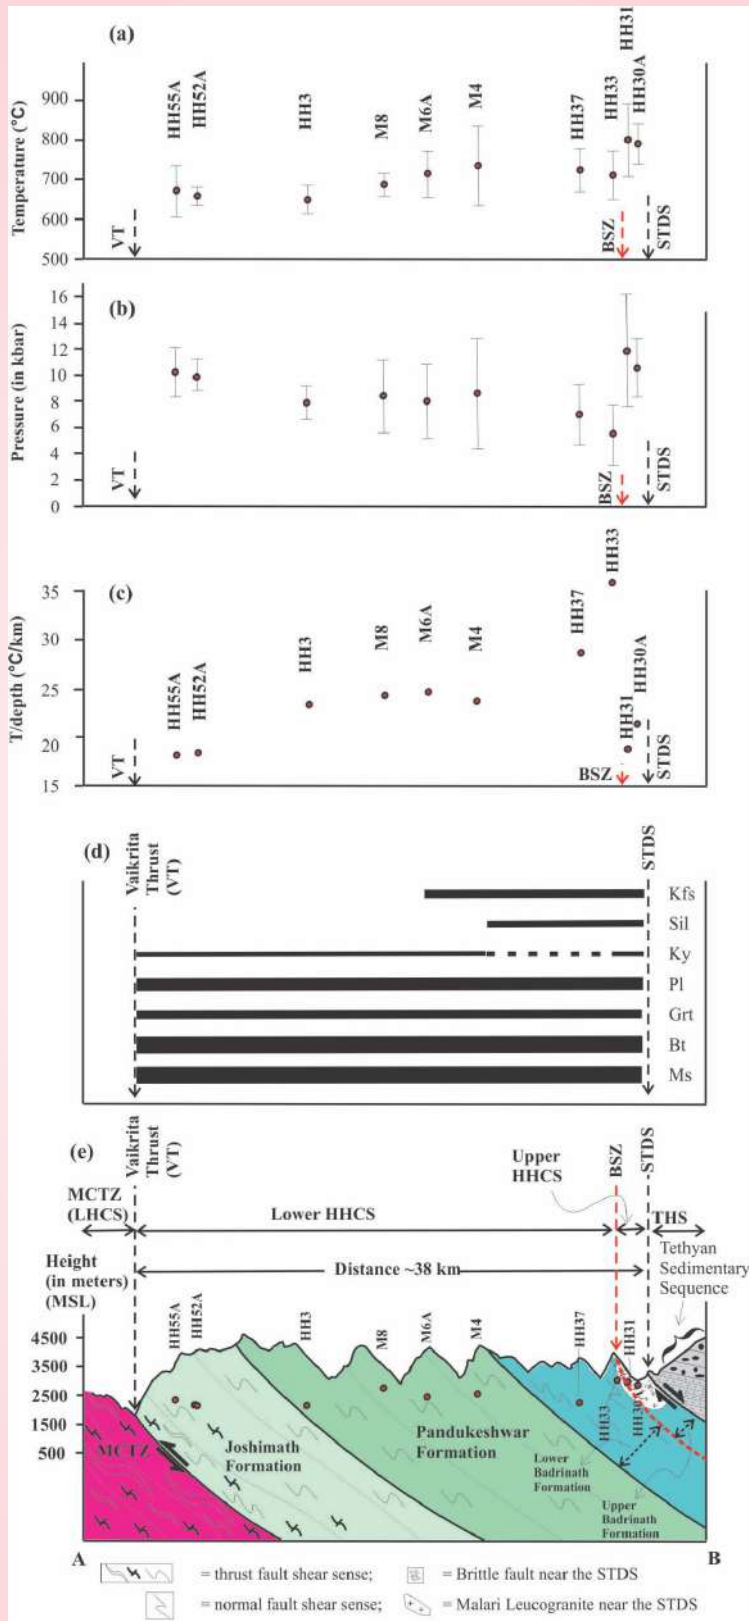 (a)
HH55A
HH52A
HH3
M8
M6A
M4
HH37
HH33
HH31
HH30A
Temperature (°C)
900
800
700
600
500
VT
BSZ
STDS
(b)
Pressure (in kbar)
16
14
12
10
8
6
4
2
0
VT
BSZ
STDS
(c)
T/depth (°C/km)
35
30
25
20
15
HH55A
HH52A
HH3
M8
M6A
M4
HH37
HH33
HH31
HH30A
VT
BSZ
STDS
(d)
Vaikrita
Thrust
(VT)
STDS
Kfs
Sil
Ky
Pl
Grt
Bt
Ms
(e)
Vaikrita
Thrust
(VT)
Upper
HHCS
BSZ
STDS
MCTZ
(LHCS)
Lower HHCS
THS
Height
(in meters)
(MSL)
Distance ~38 km
Tethyan
Sedimentary
Sequence
4500
3500
2500
1500
500
HH55A
HH52A
HH3
M8
M6A
M4
HH37
HH31
HH33
HH30
MCTZ
Joshimath
Formation
Pandukeshwar
Formation
Lower
Badrinath
Formation
Upper
Badrinath
Formation
A
B
= thrust fault shear sense;
= Brittle fault near the STDS
= normal fault shear sense;
= Malari Leucogranite near the STDS